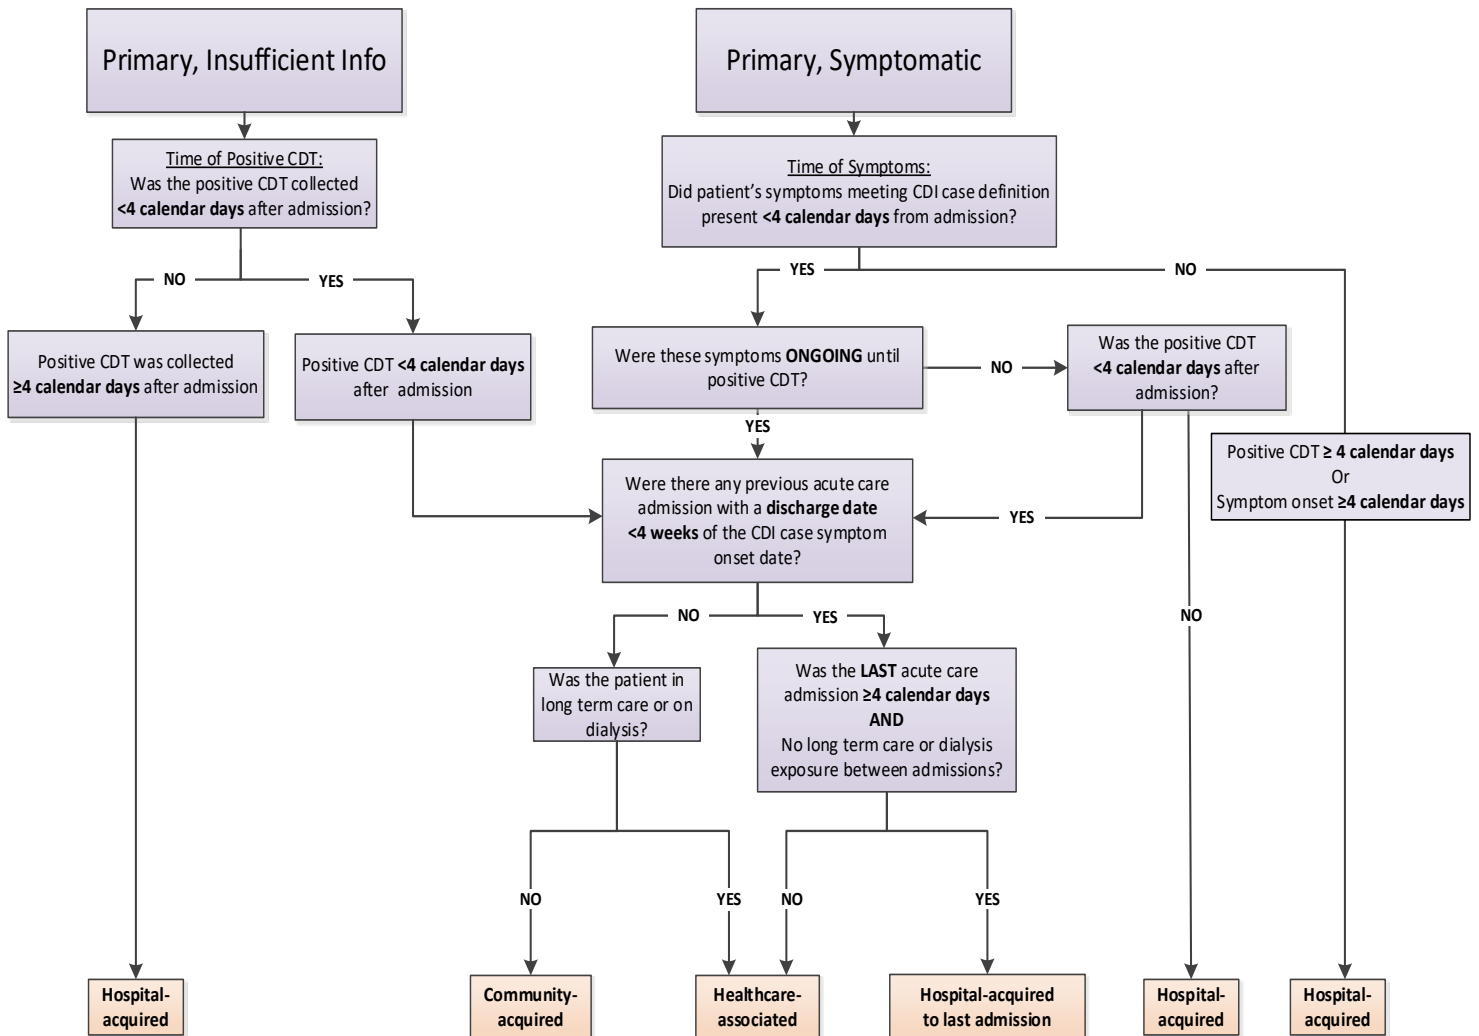 Primary, Insufficient Info
Primary, Symptomatic
Time of Positive CDT:
Was the positive CDT collected
<4 calendar days after admission?
Time of Symptoms:
Did patient's symptoms meeting CDI case definition
present <4 calendar days from admission?
NO
YES
YES
NO
Positive CDT was collected
≥4 calendar days after admission
Positive CDT <4 calendar days
after admission
Were these symptoms ONGOING until
positive CDT?
NO
Was the positive CDT
<4 calendar days after
admission?
YES
Positive CDT ≥ 4 calendar days
Or
Symptom onset ≥4 calendar days
Were there any previous acute care
admission with a discharge date
<4 weeks of the CDI case symptom
onset date?
YES
NO
NO
YES
Was the patient in
long term care or on
dialysis?
Was the LAST acute care
admission ≥4 calendar days
AND
No long term care or dialysis
exposure between admissions?
NO
YES
NO
YES
Hospital-
acquired
Community-
acquired
Healthcare-
associated
Hospital-acquired
to last admission
Hospital-
acquired
Hospital-
acquired